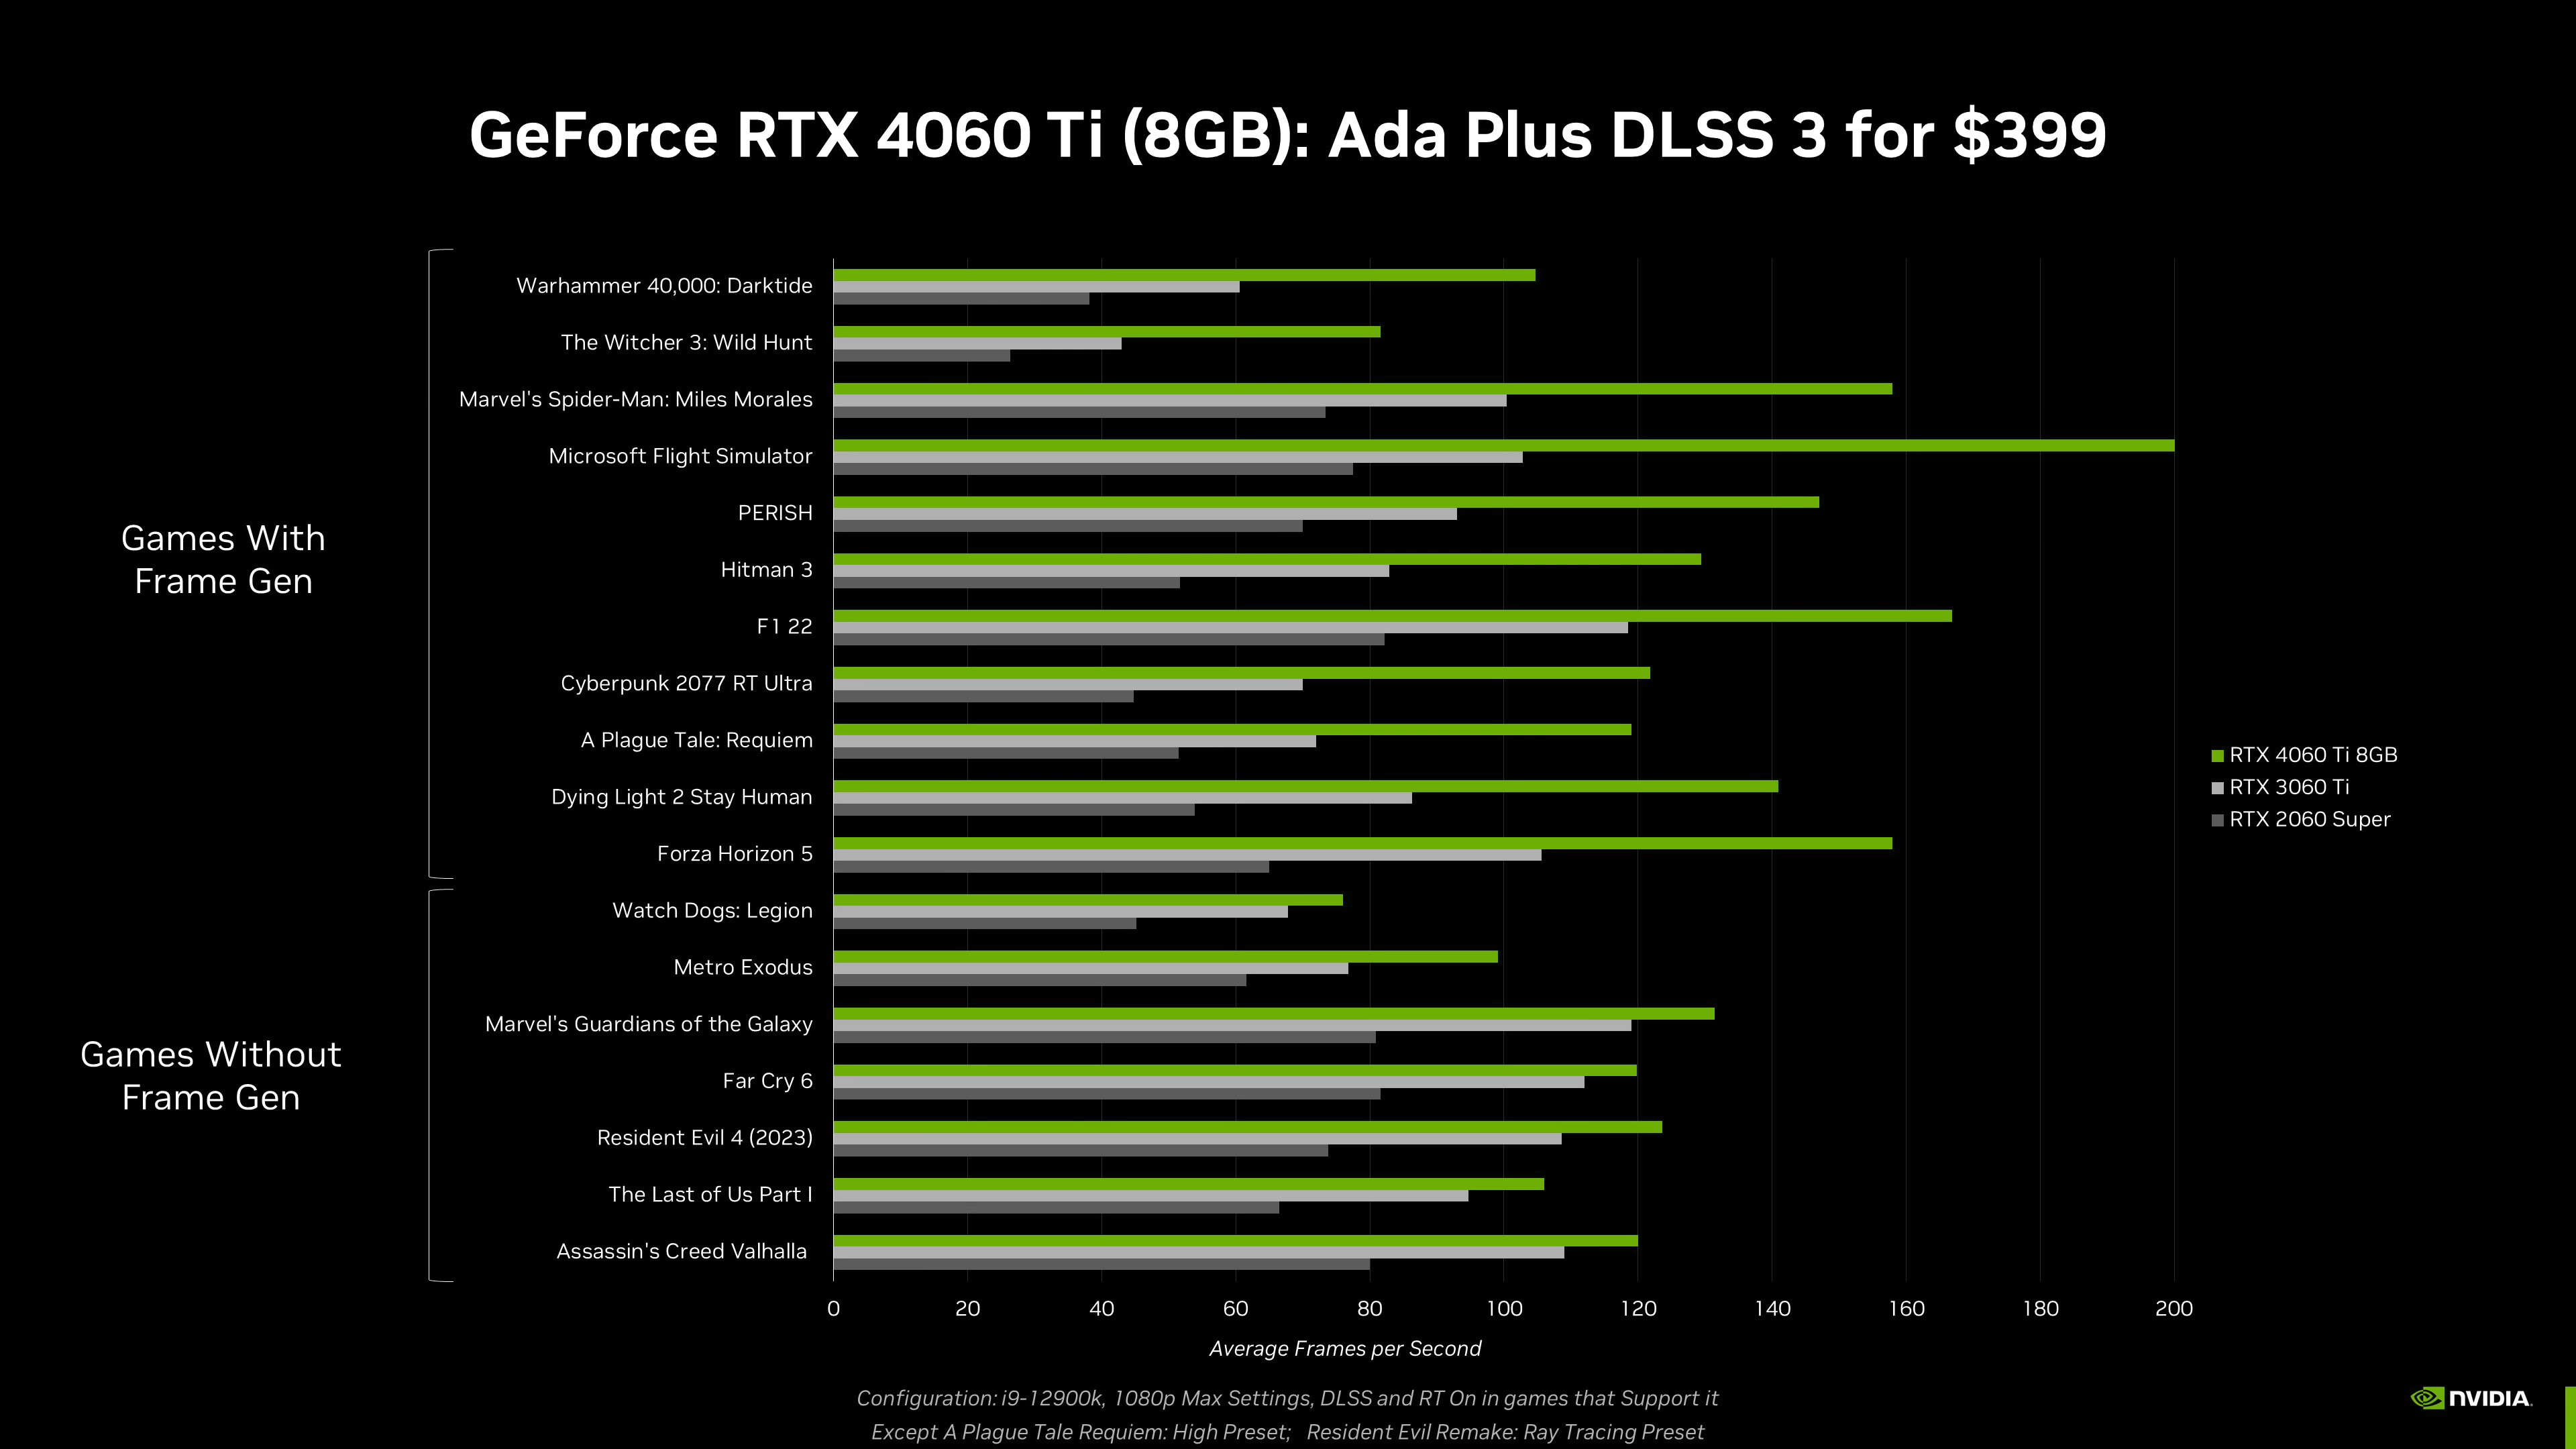 GeForce RTX 4060 Ti (8GB): Ada Plus DLSS 3 for $399
Games With
Frame Gen
Warhammer 40,000: Darktide
The Witcher 3: Wild Hunt
Marvel's Spider-Man: Miles Morales
Microsoft Flight Simulator
PERISH
Hitman 3
F1 22
Cyberpunk 2077 RT Ultra
A Plague Tale: Requiem
Dying Light 2 Stay Human
Forza Horizon 5
Games Without
Frame Gen
Watch Dogs: Legion
Metro Exodus
Marvel's Guardians of the Galaxy
Far Cry 6
Resident Evil 4 (2023)
The Last of Us Part I
Assassin's Creed Valhalla
0 20 40 60 80 100 120 140 160 180 200
Average Frames per Second
RTX 4060 Ti 8GB
RTX 3060 Ti
RTX 2060 Super
Configuration: i9-12900k, 1080p Max Settings, DLSS and RT On in games that Support it
Except A Plague Tale Requiem: High Preset; Resident Evil Remake: Ray Tracing Preset
NVIDIA.